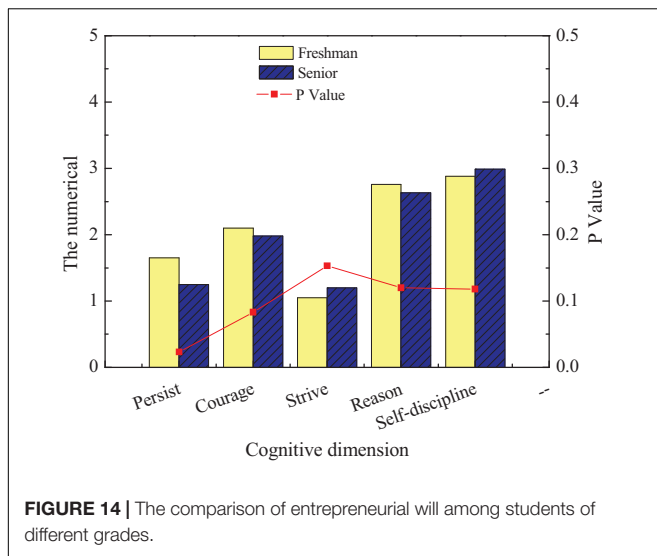 Freshman
Senior
P Value
5
4
3
2
1
0
The numerical
0.5
0.4
0.3
0.2
0.1
0.0
P Value
Persist
Courage
Strive
Reason
Self-discipline
--
Cognitive dimension
FIGURE 14 | The comparison of entrepreneurial will among students of
different grades.